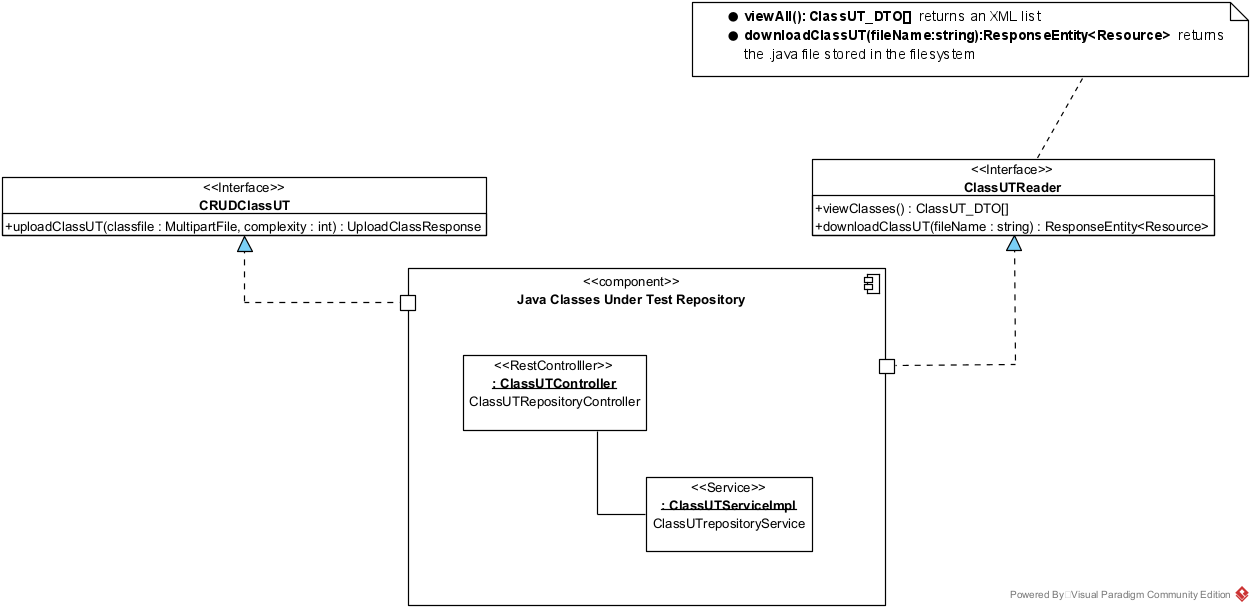 ● viewAll(): ClassUT_DTO[] returns an XML list
● downloadClassUT(fileName:string):ResponseEntity<Resource> returns
the .java file stored in the filesystem
<<Interface>>
ClassUTReader
+viewClasses() : ClassUT_DTO[]
+downloadClassUT(fileName : string) : ResponseEntity<Resource>
<<Interface>>
CRUDClassUT
+uploadClassUT(classfile : MultipartFile, complexity : int) : UploadClassResponse
<<component>>
Java Classes Under Test Repository
<<RestControlller>>
: ClassUTController
ClassUTRepositoryController
<<Service>>
: ClassUTServiceImpl
ClassUTrepositoryService
Powered By Visual Paradigm Community Edition